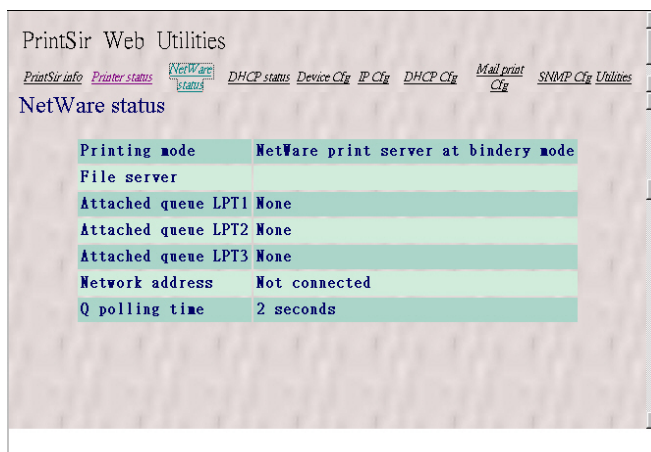 PrintSir Web Utilities
PrintSir info Printer status NetWare status DHCP status Device Cfg IP Cfg DHCP Cfg Mail print Cfg SNMP Cfg Utilities
NetWare status
Printing mode NetWare print server at bindery mode
File server
Attached queue LPT1 None
Attached queue LPT2 None
Attached queue LPT3 None
Network address Not connected
Q polling time 2 seconds